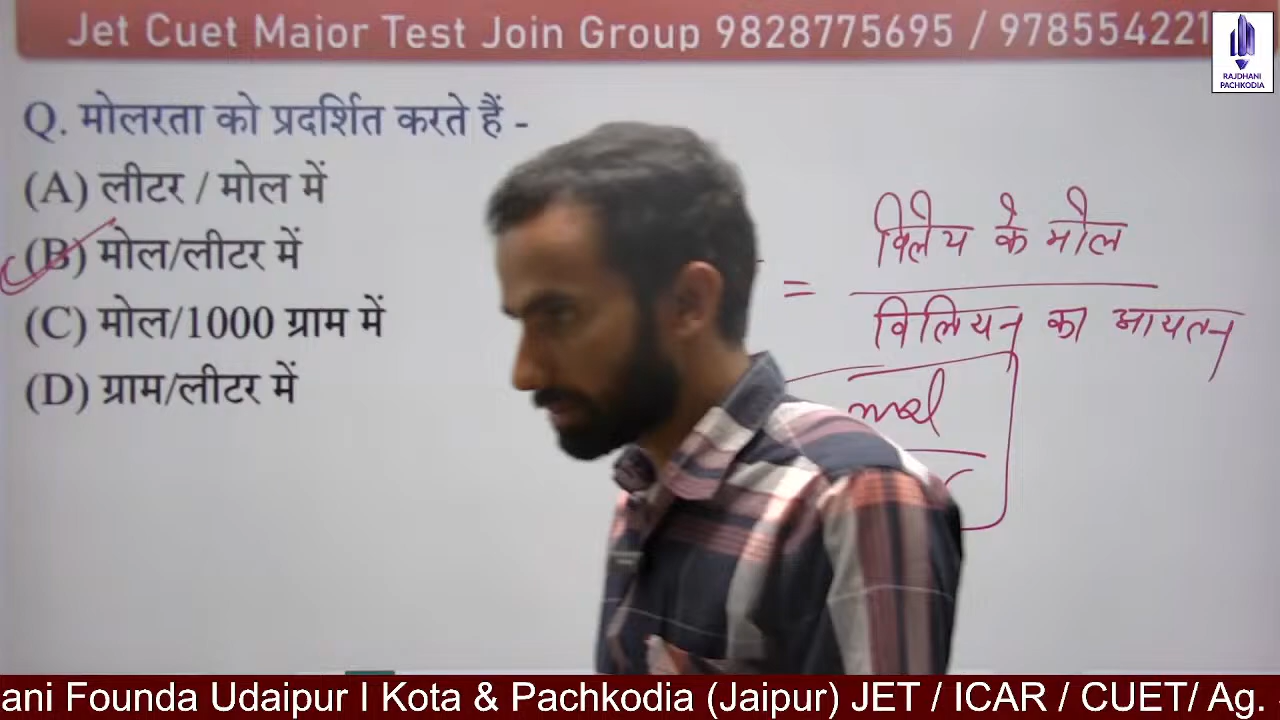 Jet Cuet Major Test Join Group 9828775695 / 978554221
RAJDHANI
PACHKODIA
Q. मोलरता को प्रदर्शित करते हैं -
(A) लीटर / मोल में
(B) मोल/लीटर में
(C) मोल/1000 ग्राम में
(D) ग्राम/लीटर में
= विलेय के मोल
विलियन का आयतन
mol
ani Founda Udaipur I Kota & Pachkodia (Jaipur) JET / ICAR / CUET/ Ag.